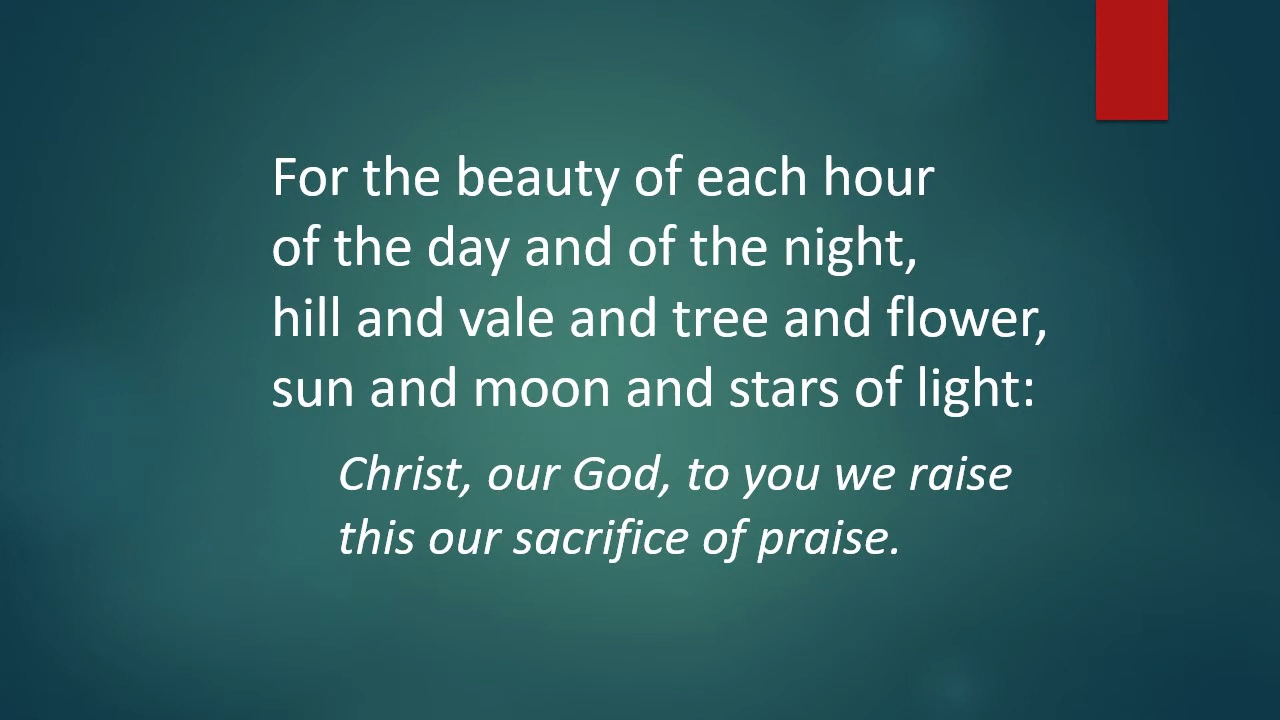 For the beauty of each hour
of the day and of the night,
hill and vale and tree and flower,
sun and moon and stars of light:
Christ, our God, to you we raise
this our sacrifice of praise.